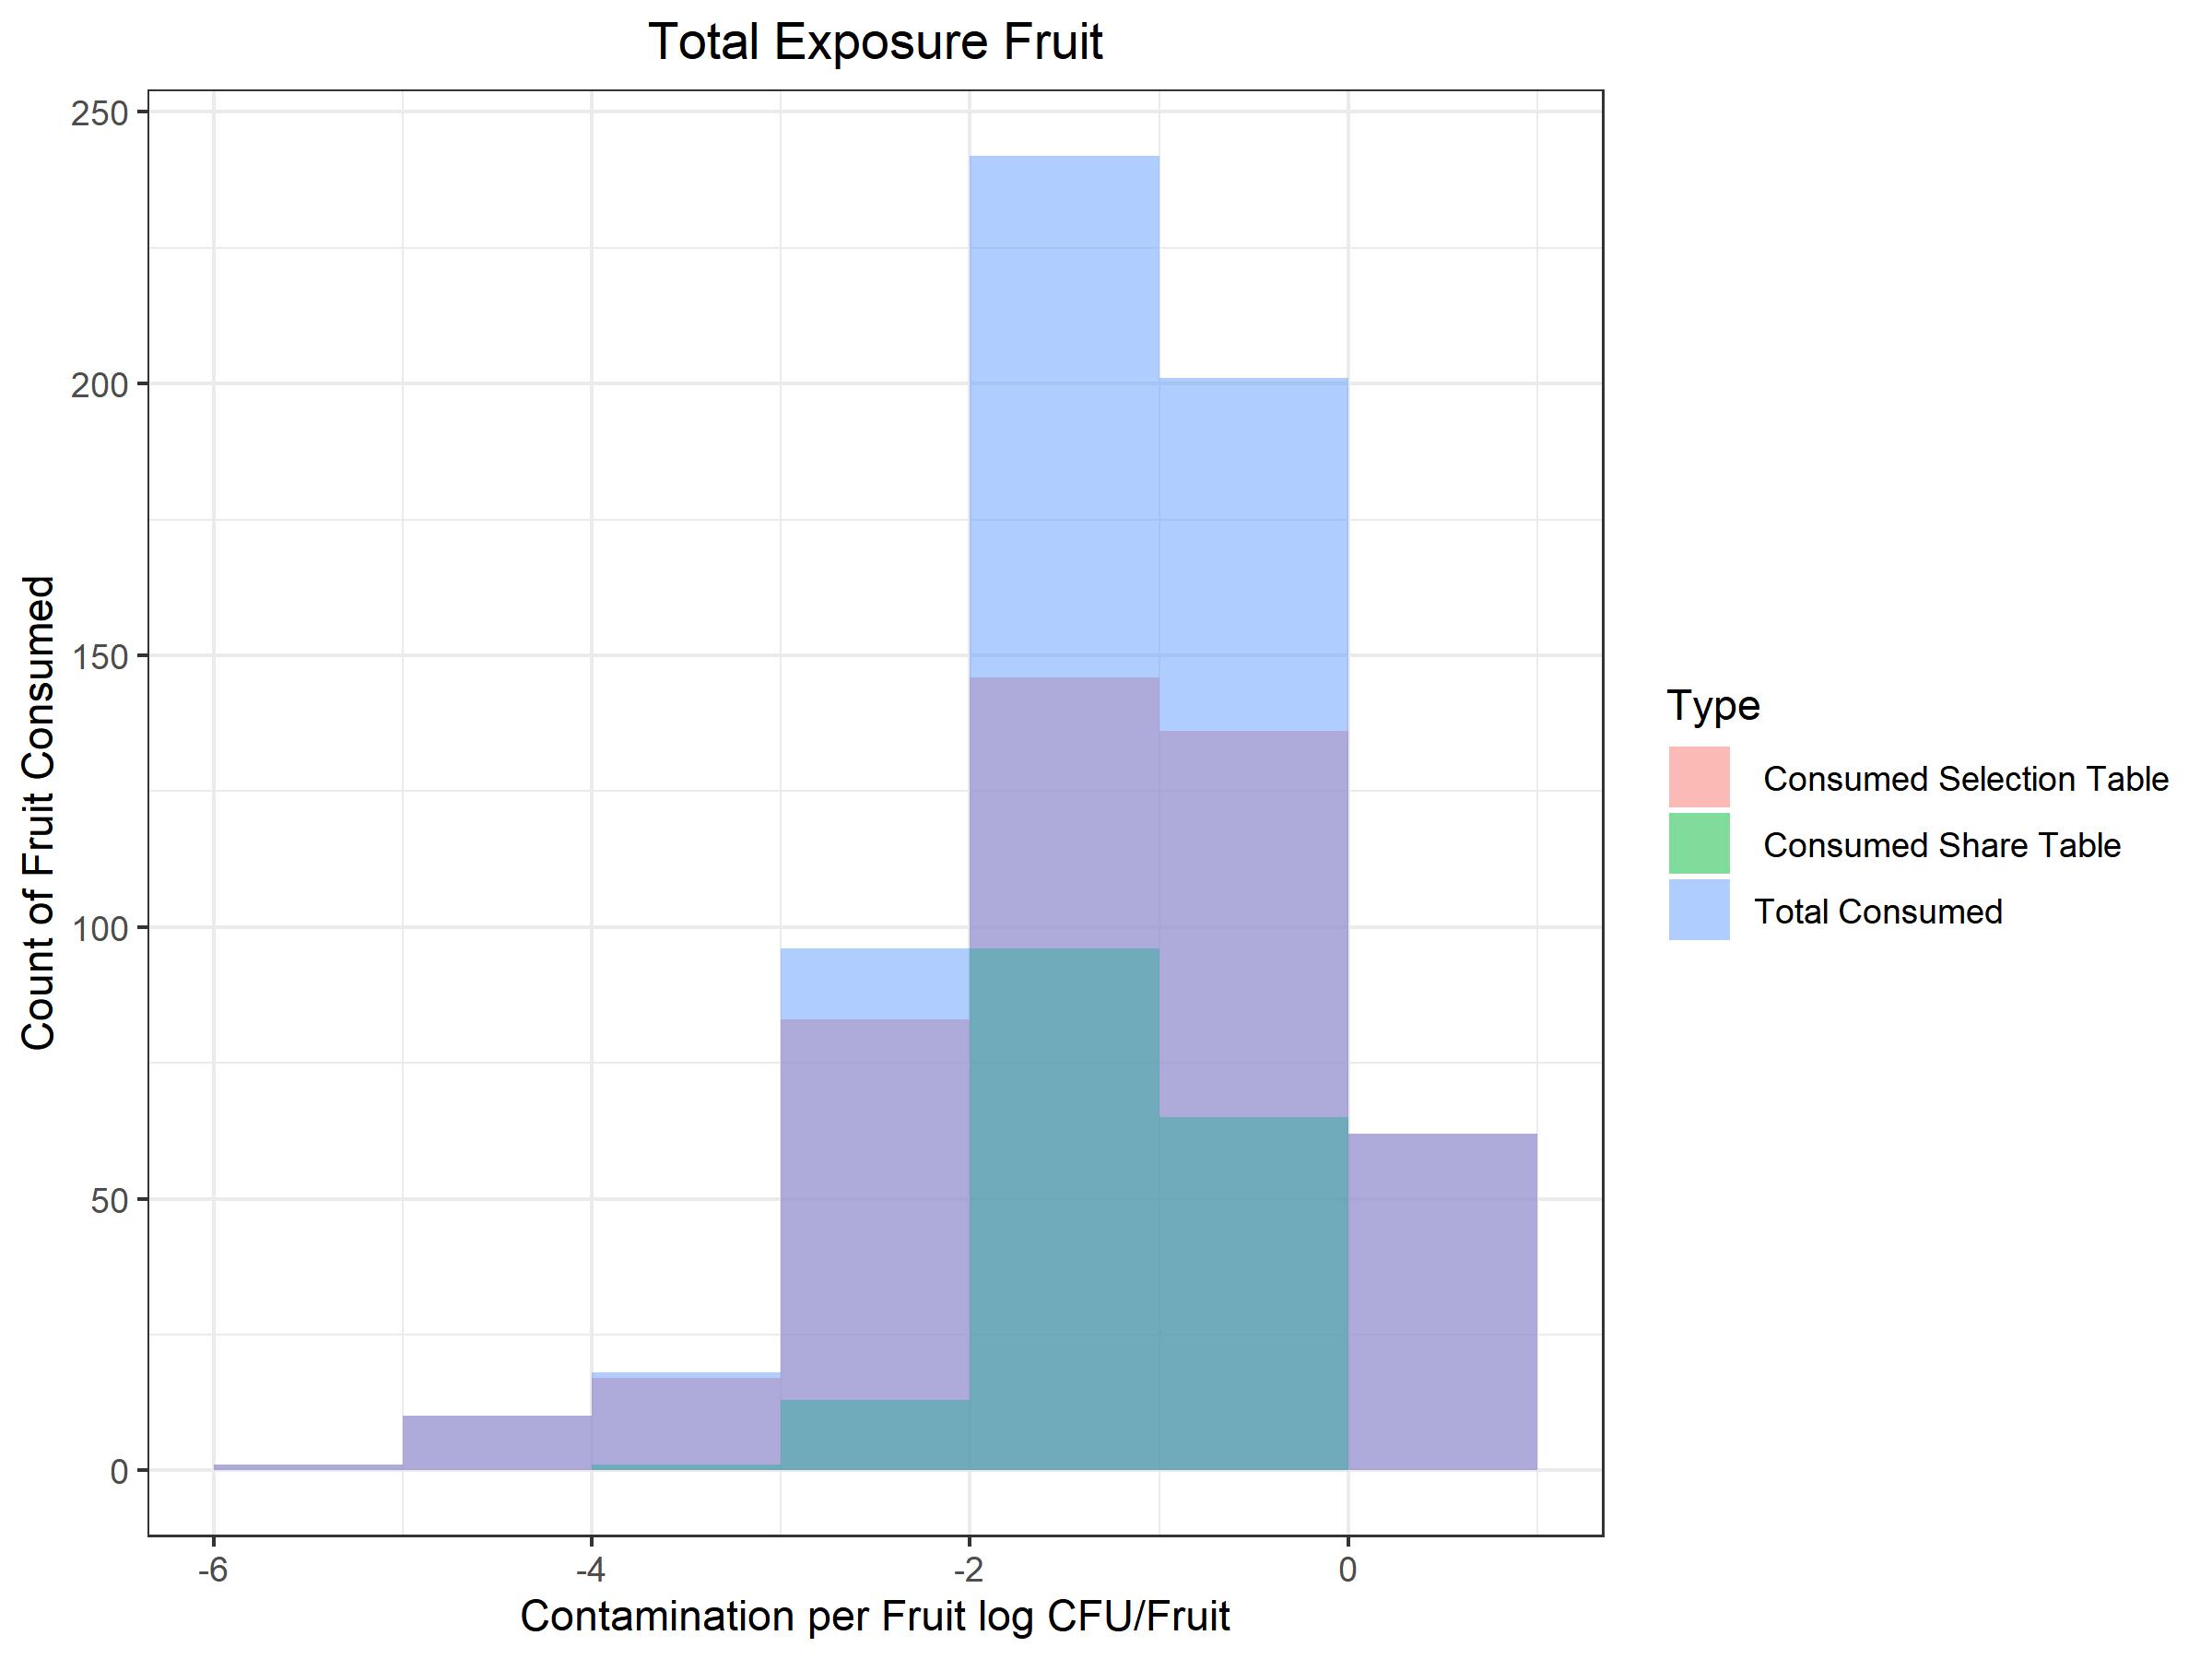 Total Exposure Fruit
250
200
150
100
50
0
Count of Fruit Consumed
-6
-4
-2
0
Contamination per Fruit log CFU/Fruit
Type
Consumed Selection Table
Consumed Share Table
Total Consumed